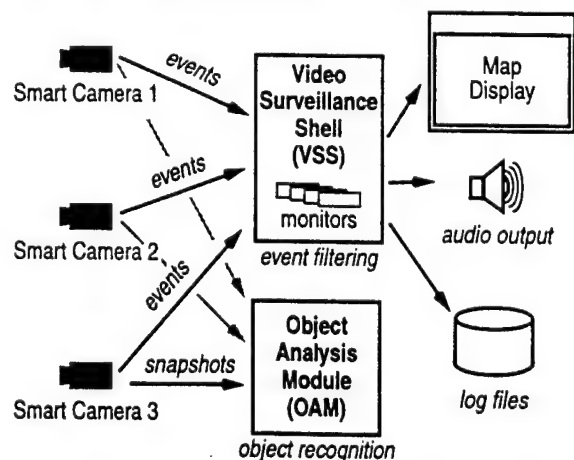 Smart Camera 1
Smart Camera 2
Smart Camera 3
events
events
events
snapshots
Video
Surveillance
Shell
(VSS)
monitors
event filtering
Object
Analysis
Module
(OAM)
object recognition
Map
Display
audio output
log files